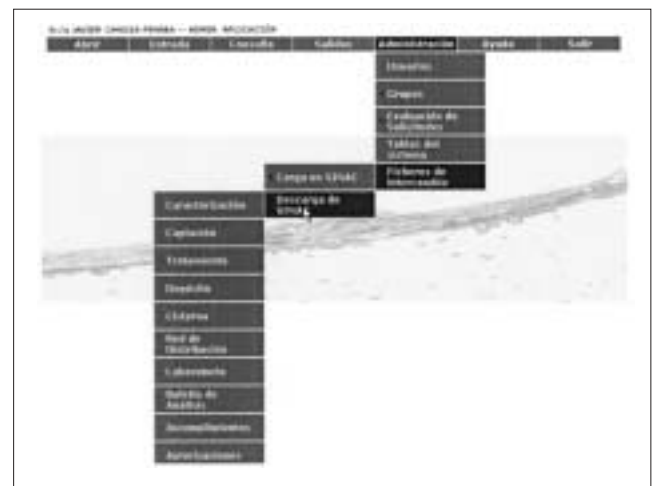 Abrir Entrada Consulta Salidas Administración Ayuda Salir
Usuarios
Grupos
Evaluación de
Solicitudes
Tablas del
sistema
Carga en SINAC
Ficheros de
Intercambio
Caracterización
Descarga de
SINAC
Captación
Tratamiento
Depósito
Cisterna
Red de
Distribución
Laboratorio
Boletín de
Análisis
Incumplimientos
Autorizaciones